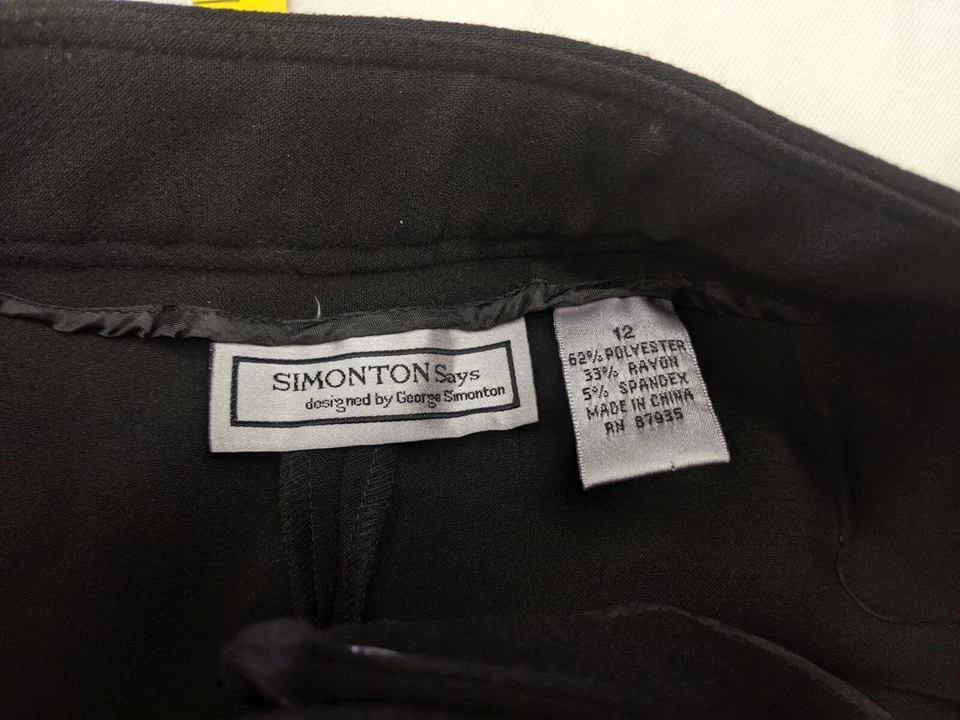 SIMONTON Says
designed by George Simonton
12
62% POLYESTER
33% RAYON
5% SPANDEX
MADE IN CHINA
RN 87935